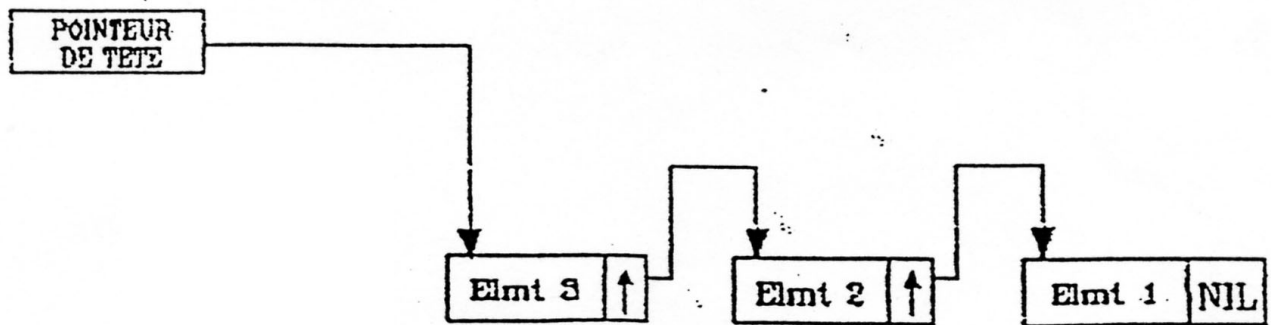 POINTEUR
DE TETE
Elmt 3 ↑
Elmt 2 ↑
Elmt 1 NIL